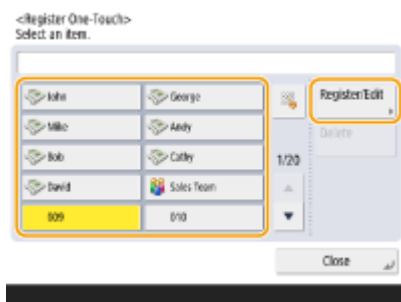 <Register One-Touch>
Select an item.
John
George
Register/Edit
Mike
Andy
Delete
Bob
Cathy
1/20
David
Sales Team
009
010
Close